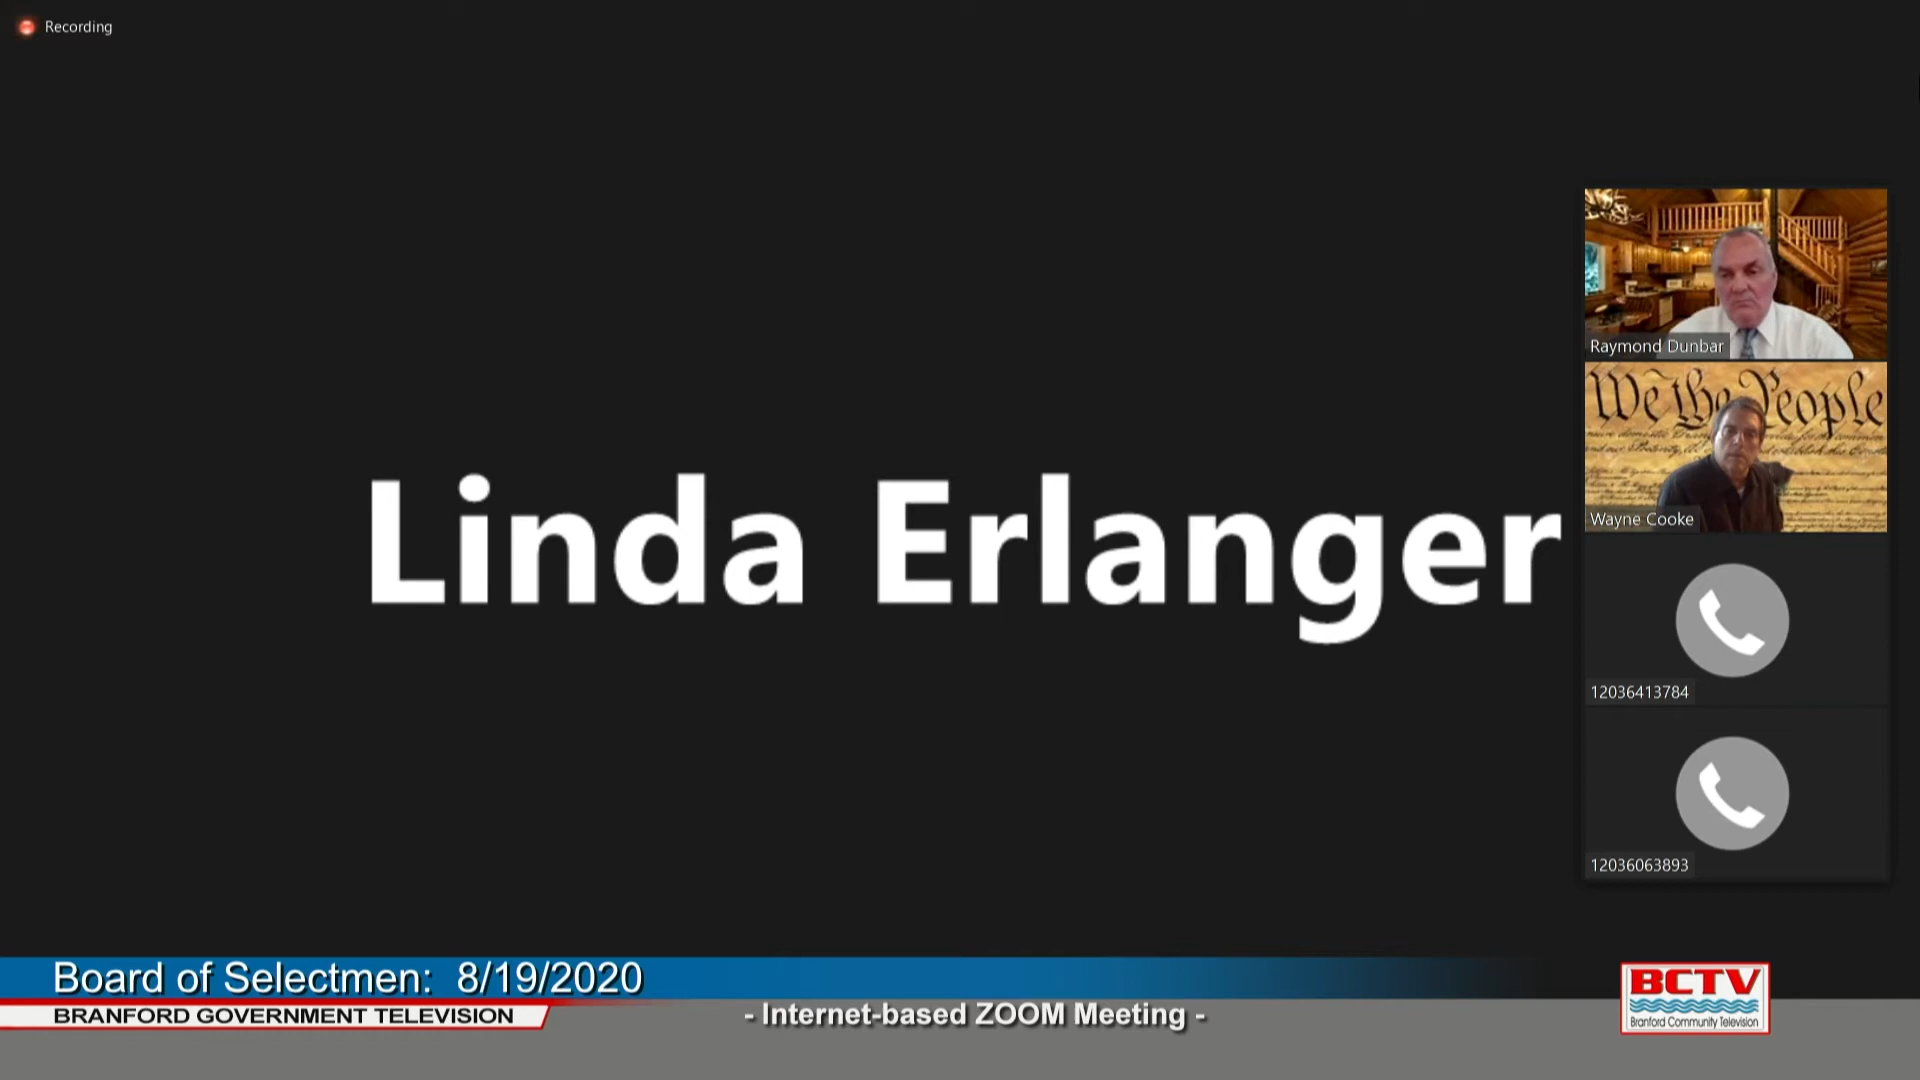 Recording
Linda Erlanger
Raymond Dunbar
We the People
Wayne Cooke
12036413784
12036063893
Board of Selectmen: 8/19/2020
BRANFORD GOVERNMENT TELEVISION
- Internet-based ZOOM Meeting -
BCTV
Branford Community Television